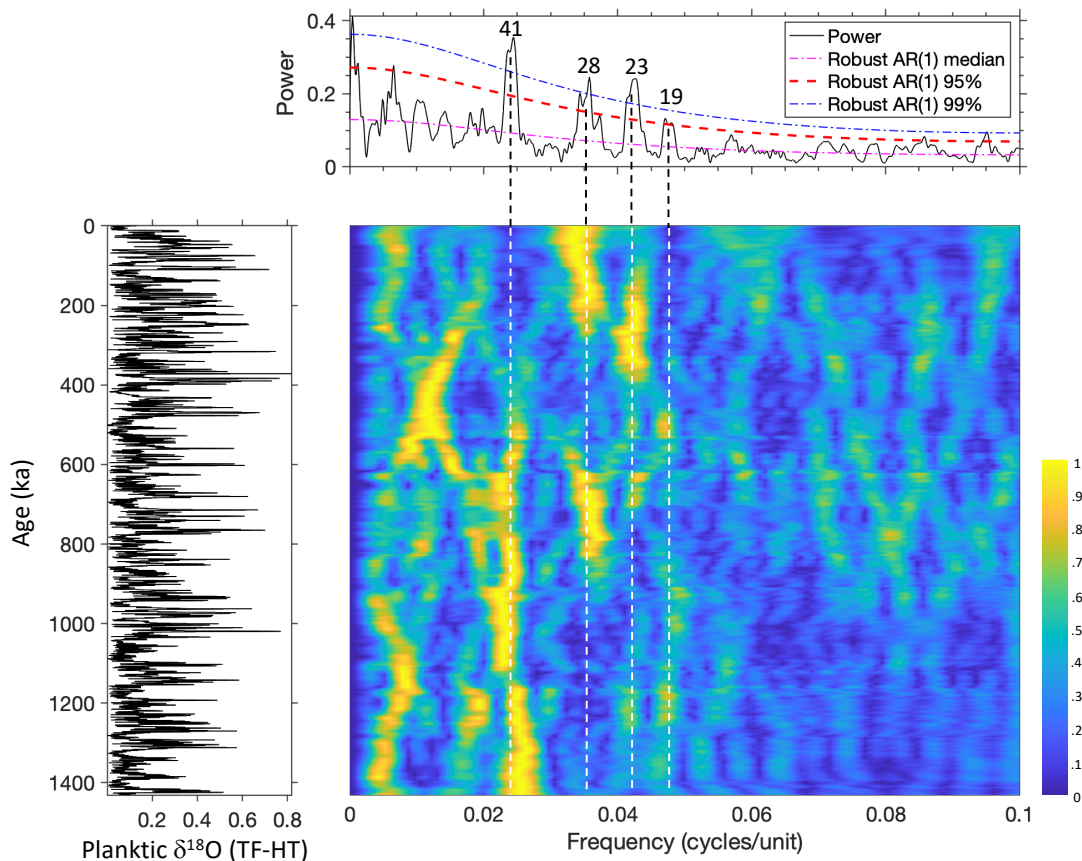 0.4
0.2
0
Power
41
28
23
19
Power
Robust AR(1) median
Robust AR(1) 95%
Robust AR(1) 99%
0
200
400
600
800
1000
1200
1400
Age (ka)
0.2 0.4 0.6 0.8
Planktic δ¹⁸O (TF-HT)
0 0.02 0.04 0.06 0.08 0.1
Frequency (cycles/unit)
1
.9
.8
.7
.6
.5
.4
.3
.2
.1
0